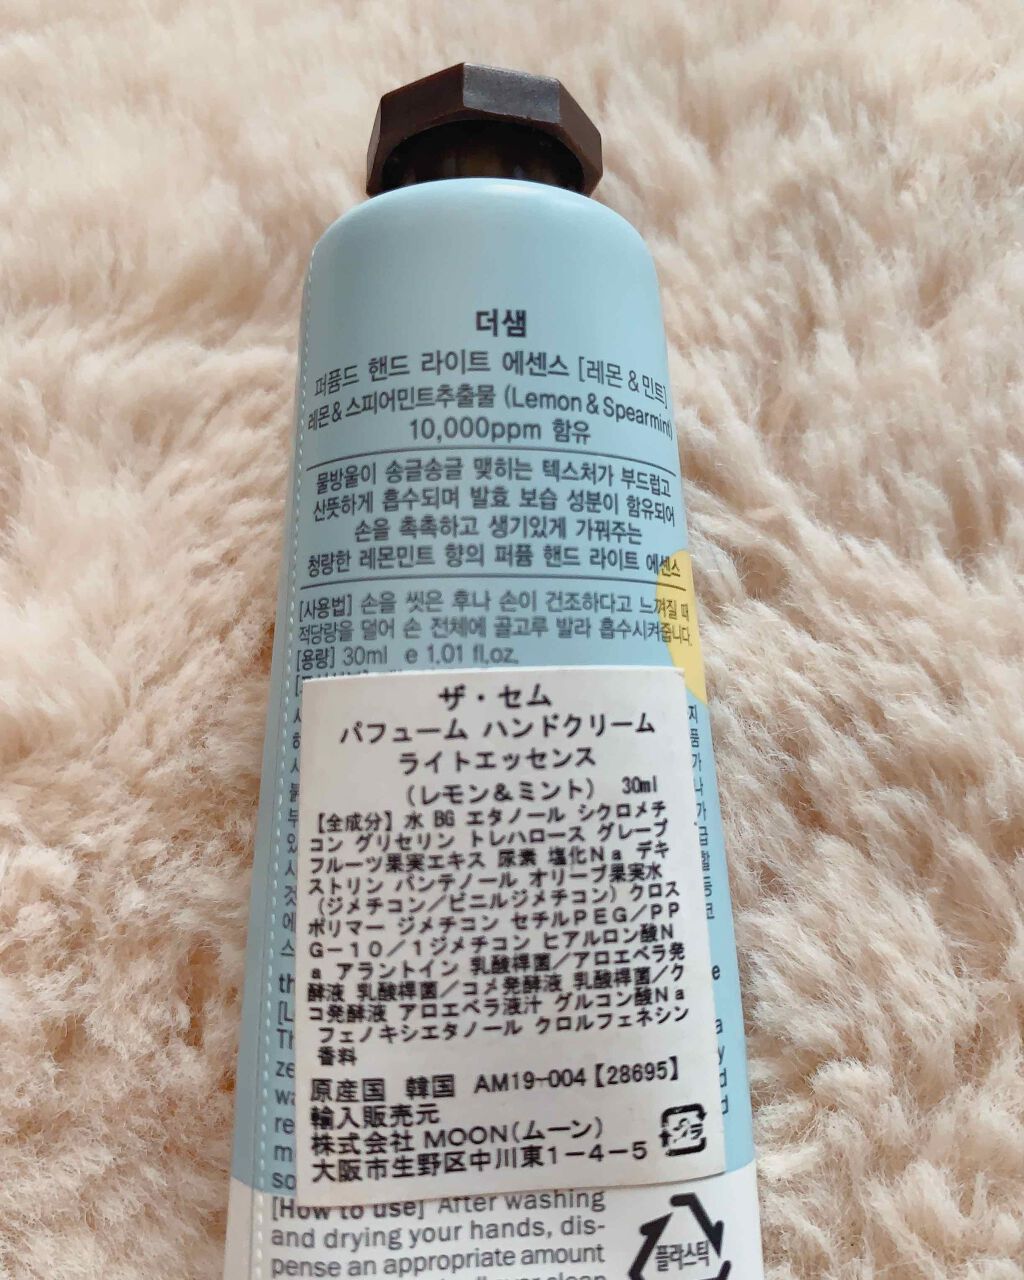 더샘
퍼퓸드 핸드 라이트 에센스 [레몬 & 민트]
레몬&스피어민트추출물 (Lemon & Spearmint)
10,000ppm 함유
물방울이 송글송글 맺히는 텍스처가 부드럽고
산뜻하게 흡수되며 발효 보습 성분이 함유되어
손을 촉촉하고 생기있게 가꿔주는
청량한 레몬민트 향의 퍼퓸 핸드 라이트 에센스
[사용법] 손을 씻은 후나 손이 건조하다고 느껴질 때
적당량을 덜어 손 전체에 골고루 발라 흡수시켜줍니다.
[용량] 30ml e 1.01 fl.oz.
ザ・セム
パフューム ハンドクリーム
ライトエッセンス
（レモン＆ミント） 30ml
【全成分】水 BG エタノール シクロメチ
コン グリセリン トレハロース グレープ
フルーツ果実エキス 尿素 塩化Ｎａ デキ
ストリン パンテノール オリーブ果実水
（ジメチコン／ビニルジメチコン）クロス
ポリマー ジメチコン セチルＰＥＧ／ＰＰ
Ｇ－１０／１ジメチコン ヒアルロン酸Ｎ
ａ アラントイン 乳酸桿菌／アロエベラ発
酵液 乳酸桿菌／コメ発酵液 乳酸桿菌／ク
コ発酵液 アロエベラ液汁 グルコン酸Ｎａ
フェノキシエタノール クロルフェネシン
香料
原産国 韓国 AM19-004【28695】
輸入販売元
株式会社 MOON(ムーン)
大阪市生野区中川東１－４－５
プラ
[How to use] After washing
and drying your hands, dis-
pense an appropriate amount
플라스틱